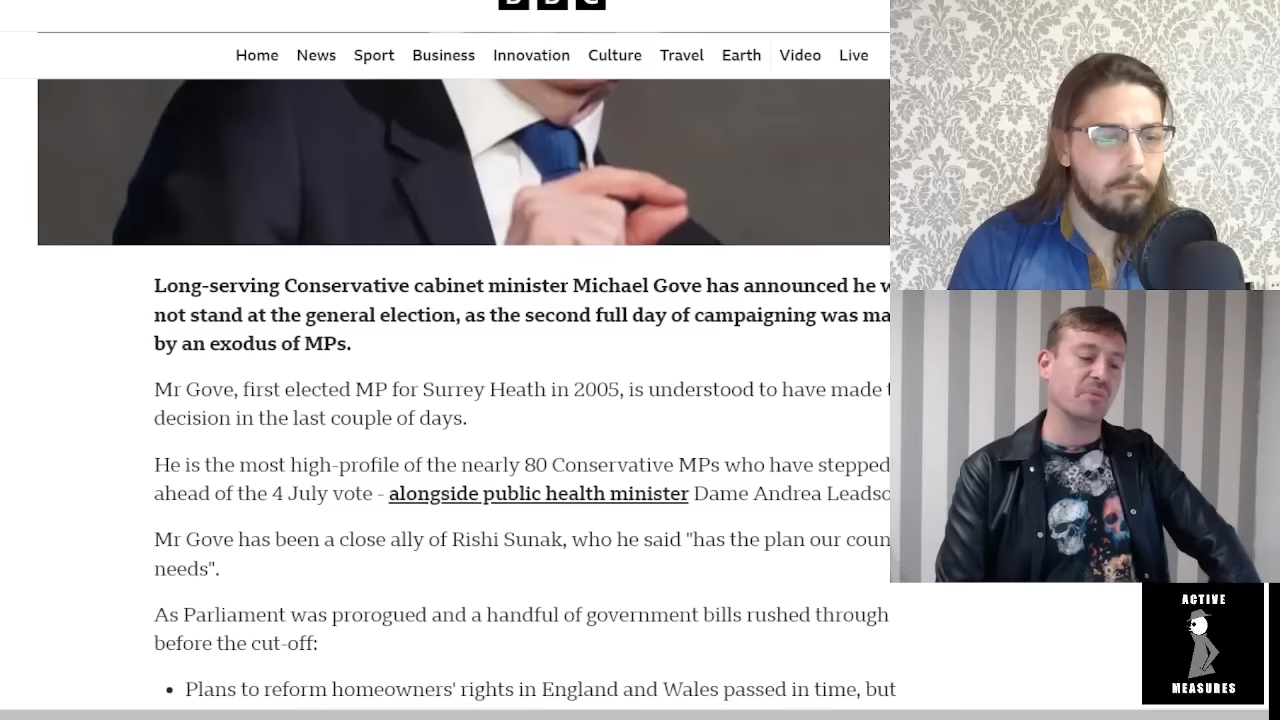 BBC
Home News Sport Business Innovation Culture Travel Earth Video Live
Long-serving Conservative cabinet minister Michael Gove has announced he w
not stand at the general election, as the second full day of campaigning was ma
by an exodus of MPs.
Mr Gove, first elected MP for Surrey Heath in 2005, is understood to have made t
decision in the last couple of days.
He is the most high-profile of the nearly 80 Conservative MPs who have stepped
ahead of the 4 July vote - alongside public health minister Dame Andrea Leadso
Mr Gove has been a close ally of Rishi Sunak, who he said "has the plan our coun
needs".
As Parliament was prorogued and a handful of government bills rushed through
before the cut-off:
• Plans to reform homeowners' rights in England and Wales passed in time, but
ACTIVE
MEASURES